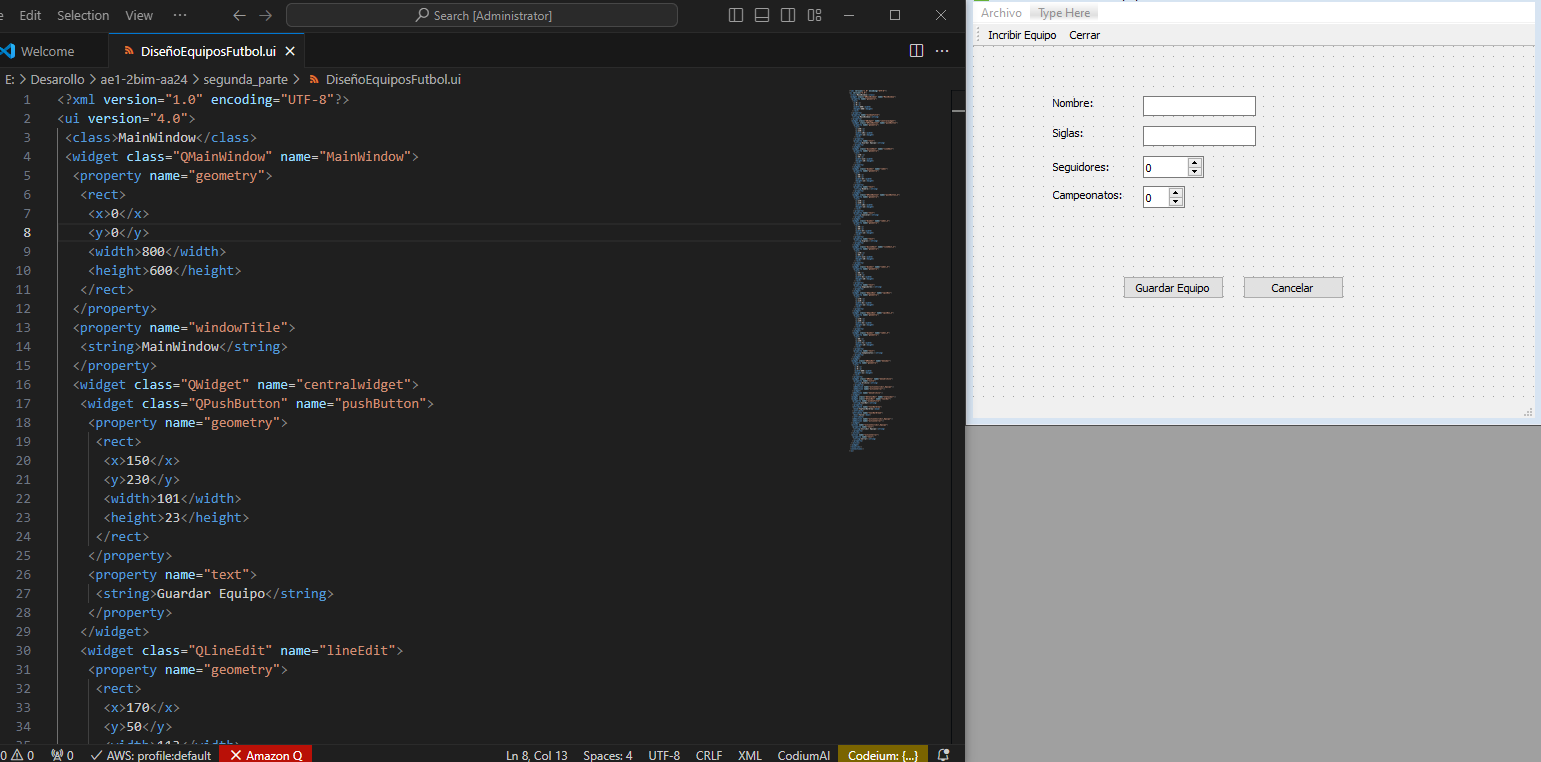 Edit Selection View ··· Search [Administrator]
Welcome DiseñoEquiposFutbol.ui
E: > Desarollo > ae1-2bim-aa24 > segunda_parte > DiseñoEquiposFutbol.ui
1 <?xml version="1.0" encoding="UTF-8"?>
2 <ui version="4.0">
3 <class>MainWindow</class>
4 <widget class="QMainWindow" name="MainWindow">
5 <property name="geometry">
6 <rect>
7 <x>0</x>
8 <y>0</y>
9 <width>800</width>
10 <height>600</height>
11 </rect>
12 </property>
13 <property name="windowTitle">
14 <string>MainWindow</string>
15 </property>
16 <widget class="QWidget" name="centralwidget">
17 <widget class="QPushButton" name="pushButton">
18 <property name="geometry">
19 <rect>
20 <x>150</x>
21 <y>230</y>
22 <width>101</width>
23 <height>23</height>
24 </rect>
25 </property>
26 <property name="text">
27 <string>Guardar Equipo</string>
28 </property>
29 </widget>
30 <widget class="QLineEdit" name="lineEdit">
31 <property name="geometry">
32 <rect>
33 <x>170</x>
34 <y>50</y>
0 0 0 AWS: profile:default Amazon Q Ln 8, Col 13 Spaces: 4 UTF-8 CRLF XML CodiumAI Codeium: {...}
Archivo Type Here
Incribir Equipo Cerrar
Nombre:
Siglas:
Seguidores: 0
Campeonatos: 0
Guardar Equipo Cancelar